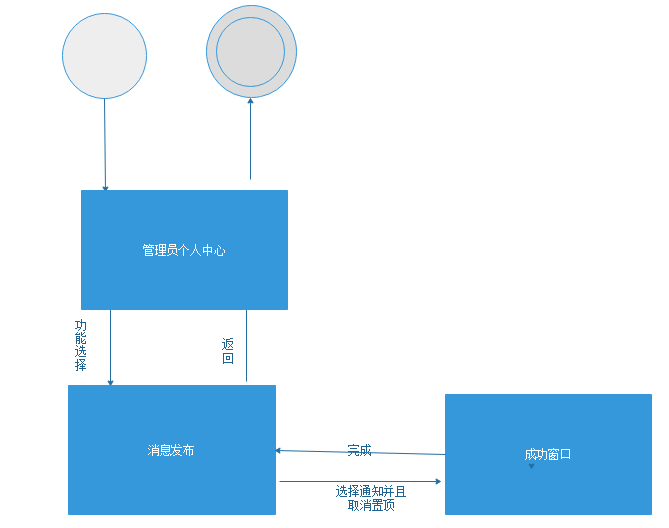 管理员个人中心
功能选择
返回
消息发布
完成
成功窗口
选择通知并且
取消置顶